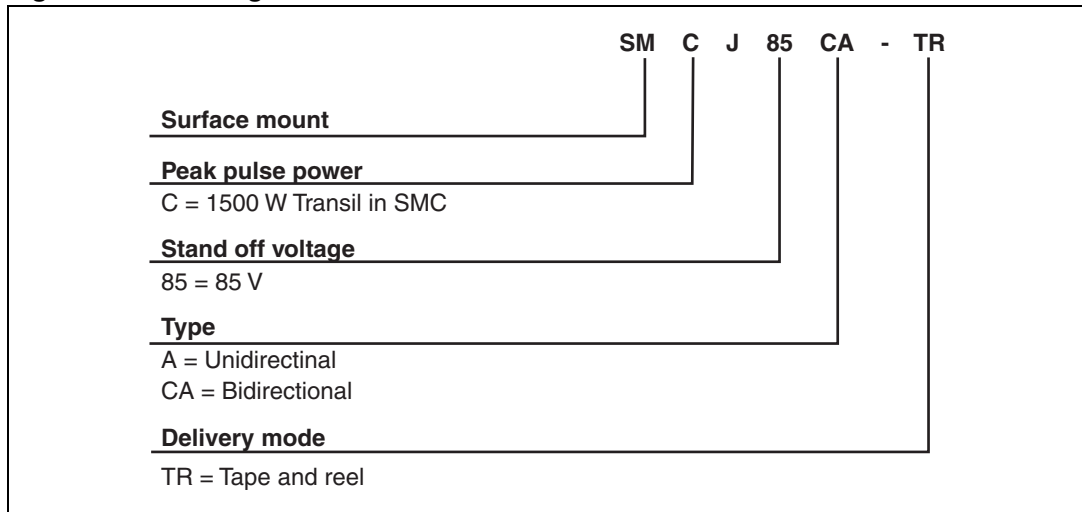 SM C J 85 CA - TR
Surface mount
Peak pulse power
C = 1500 W Transil in SMC
Stand off voltage
85 = 85 V
Type
A = Unidirectinal
CA = Bidirectional
Delivery mode
TR = Tape and reel